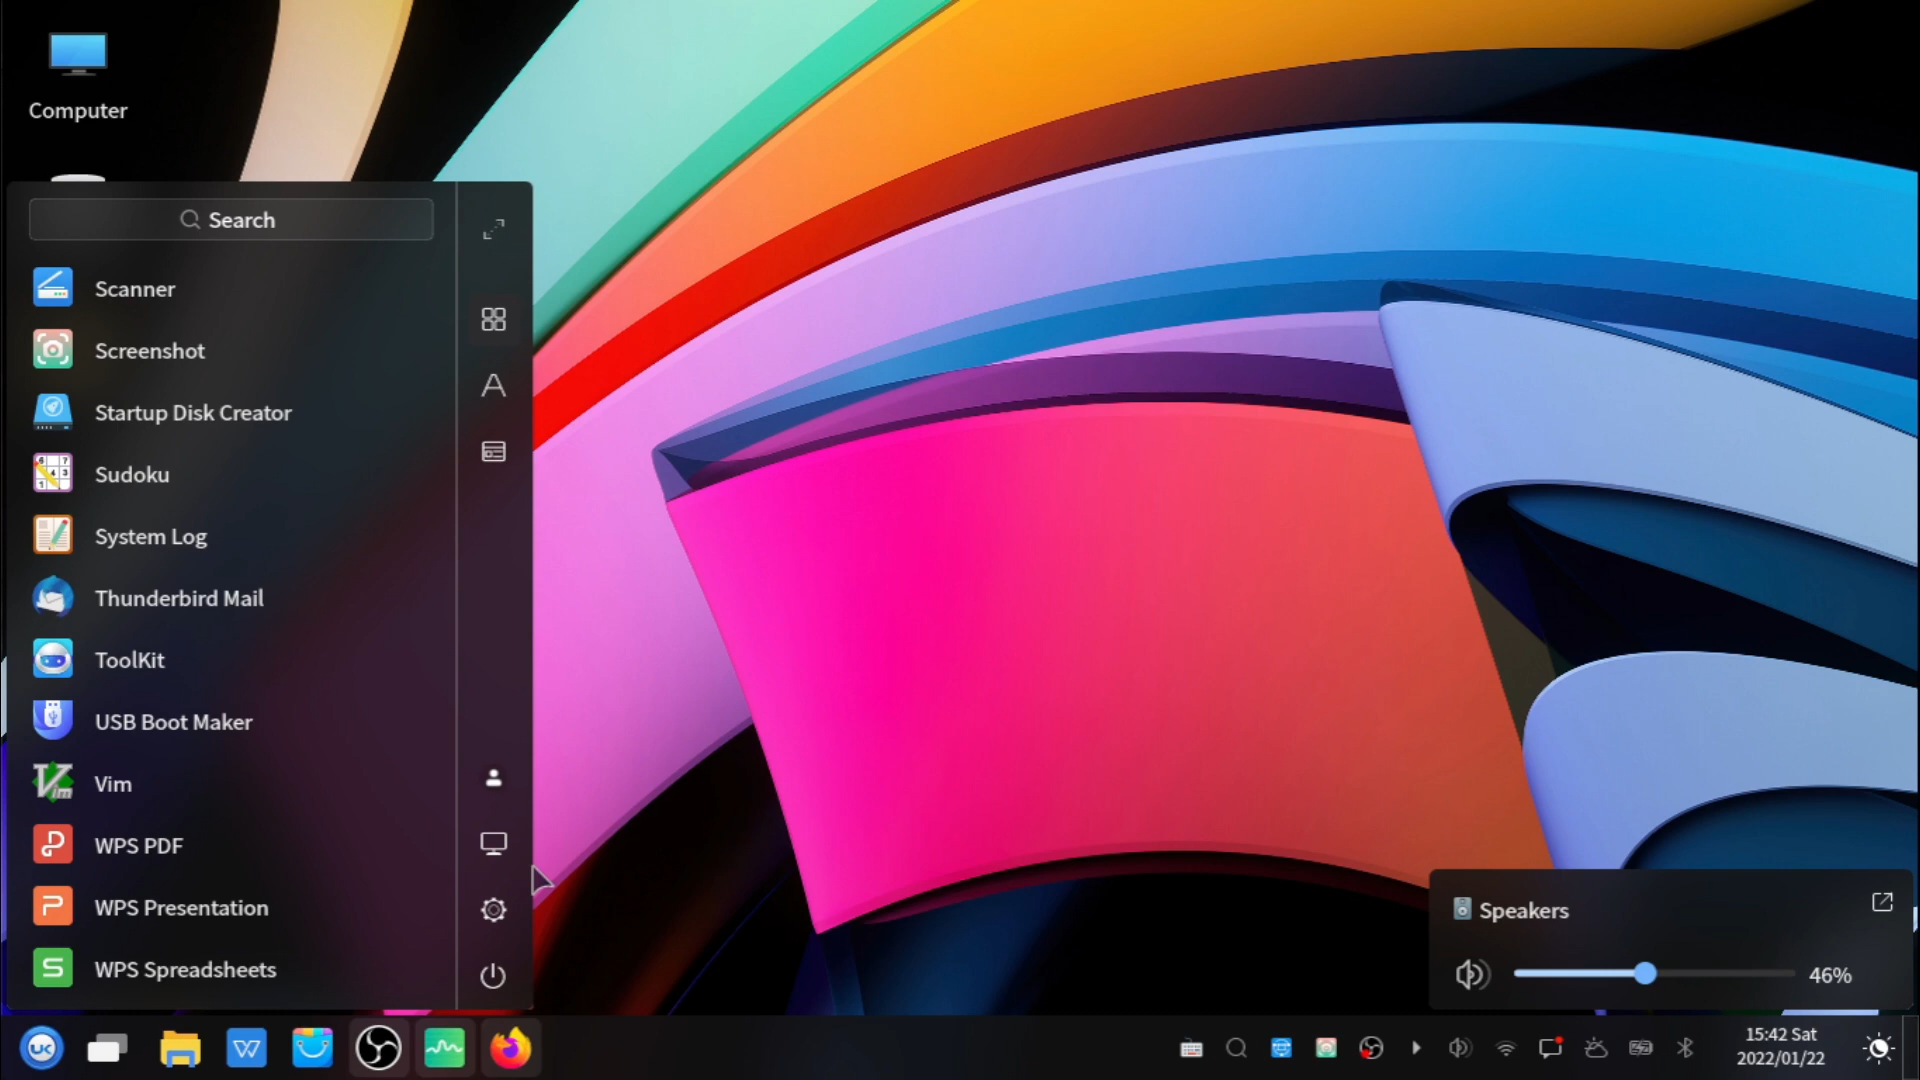 Computer
Search
Scanner
Screenshot
Startup Disk Creator
Sudoku
System Log
Thunderbird Mail
ToolKit
USB Boot Maker
Vim
WPS PDF
WPS Presentation
WPS Spreadsheets
Speakers
46%
UK
15:42 Sat
2022/01/22